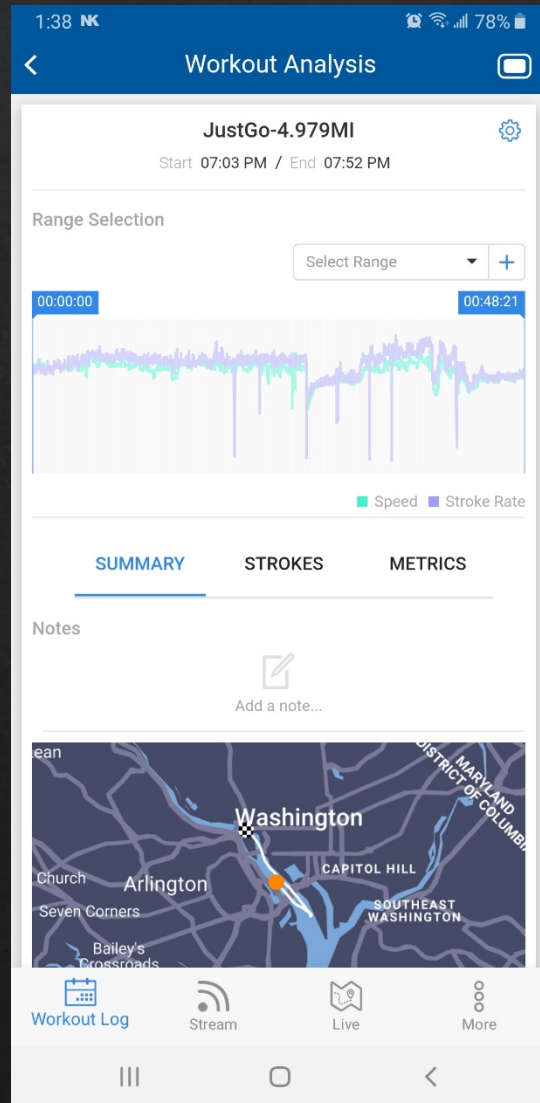 1:38 NK 78%
Workout Analysis
JustGo-4.979MI
Start 07:03 PM / End 07:52 PM
Range Selection
Select Range +
00:00:00 00:48:21
Speed Stroke Rate
SUMMARY STROKES METRICS
Notes
Add a note...
ean
MARYLAND
DISTRICT OF COLUMBI
Washington
CAPITOL HILL
Church
Arlington
SOUTHEAST
WASHINGTON
Seven Corners
Bailey's
Crossroads
Workout Log Stream Live More